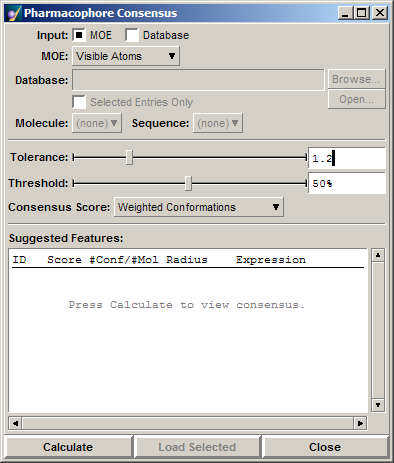 Pharmacophore Consensus
Input: MOE Database
MOE: Visible Atoms
Database: Browse...
Selected Entries Only Open...
Molecule: (none) Sequence: (none)
Tolerance: 1.2
Threshold: 50%
Consensus Score: Weighted Conformations
Suggested Features:
ID Score #Conf/#Mol Radius Expression
Press Calculate to view consensus.
Calculate Load Selected Close